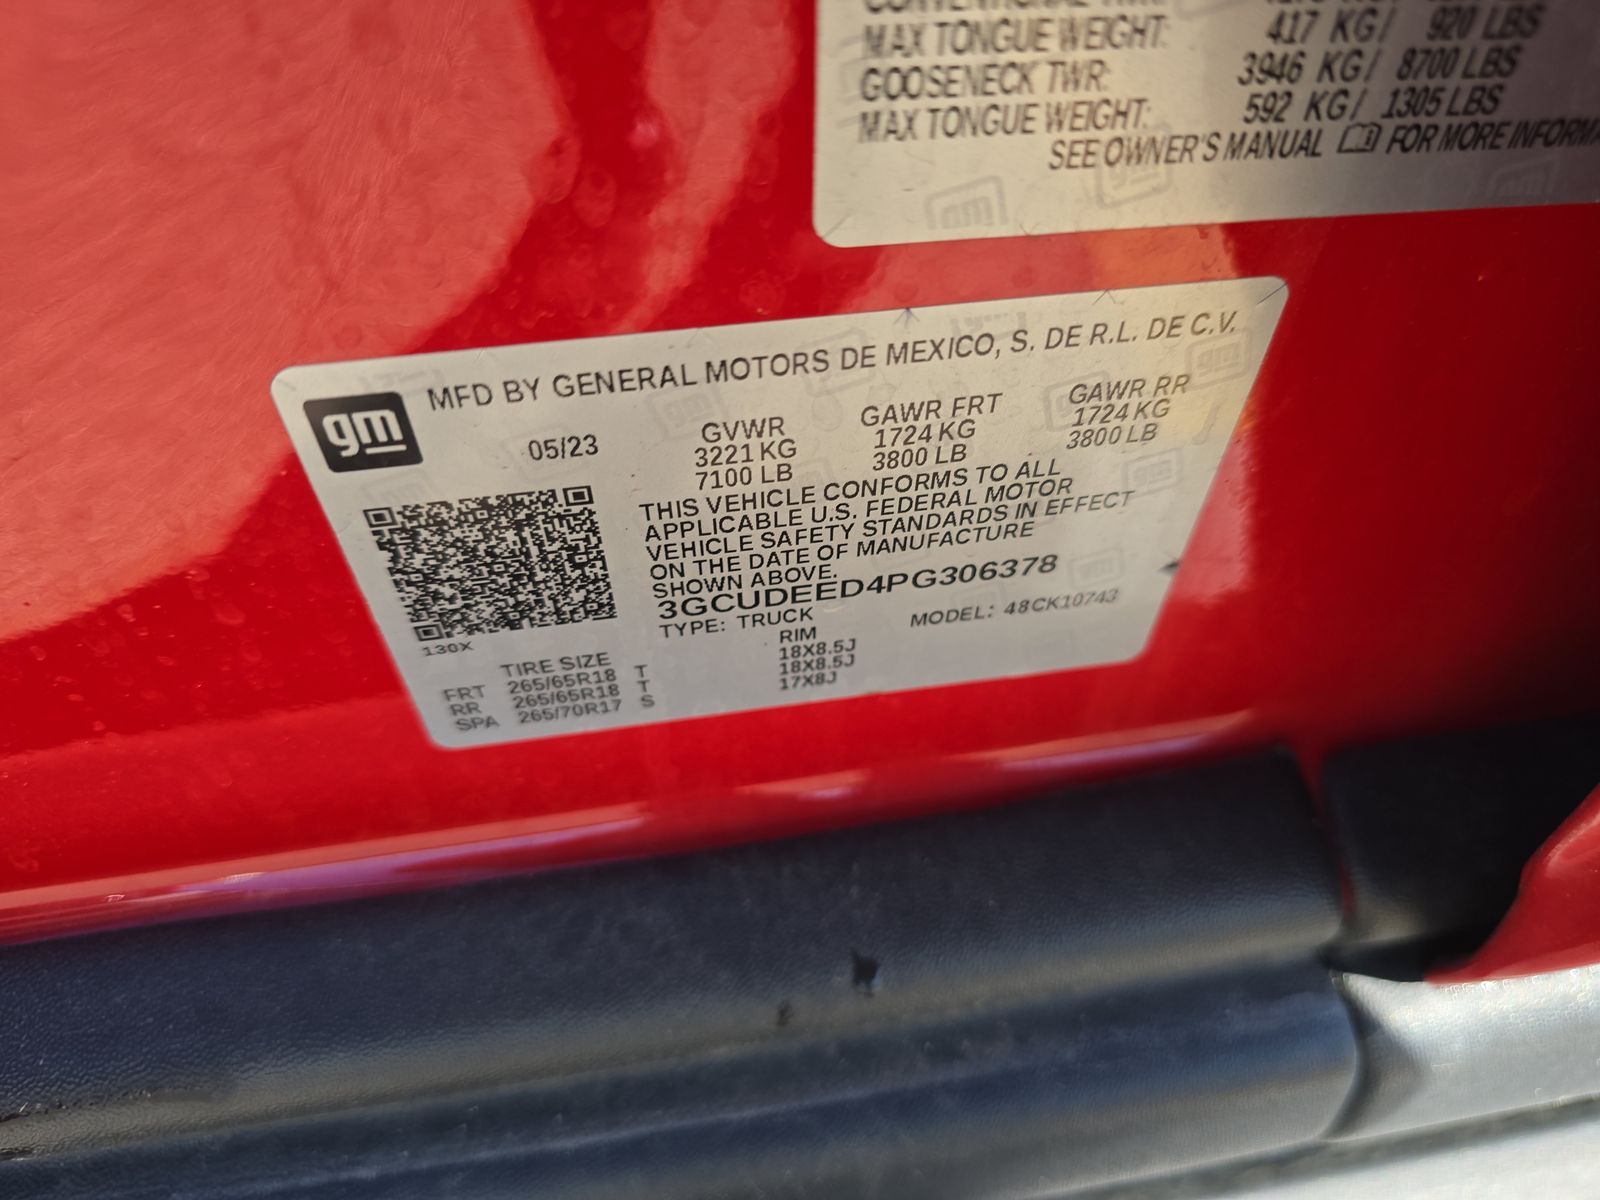 MAX TONGUE WEIGHT: 417 KG/ 920 LBS
GOOSENECK TWR: 3946 KG/ 8700 LBS
MAX TONGUE WEIGHT: 592 KG/ 1305 LBS
SEE OWNER'S MANUAL FOR MORE
gm
MFD BY GENERAL MOTORS DE MEXICO, S. DE R.L. DE C.V.
05/23
GVWR GAWR FRT GAWR RR
3221 KG 1724 KG 1724 KG
7100 LB 3800 LB 3800 LB
THIS VEHICLE CONFORMS TO ALL
APPLICABLE U.S. FEDERAL MOTOR
VEHICLE SAFETY STANDARDS IN EFFECT
ON THE DATE OF MANUFACTURE
SHOWN ABOVE.
3GCUDEED4PG306378
TYPE: TRUCK MODEL: 48CK10743
130X
TIRE SIZE RIM
FRT 265/65R18 T 18X8.5J
RR 265/65R18 T 18X8.5J
SPA 265/70R17 S 17X8J